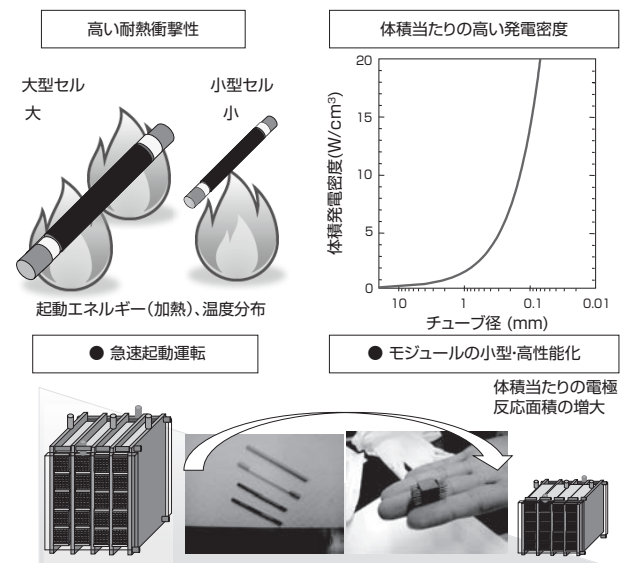 高い耐熱衝撃性
体積当たりの高い発電密度
大型セル
大
小型セル
小
起動エネルギー（加熱）、温度分布
体積発電密度(W/cm³)
20
15
10
5
0
10
1
0.1
0.01
チューブ径 (mm)
● 急速起動運転
● モジュールの小型・高性能化
体積当たりの電極
反応面積の増大